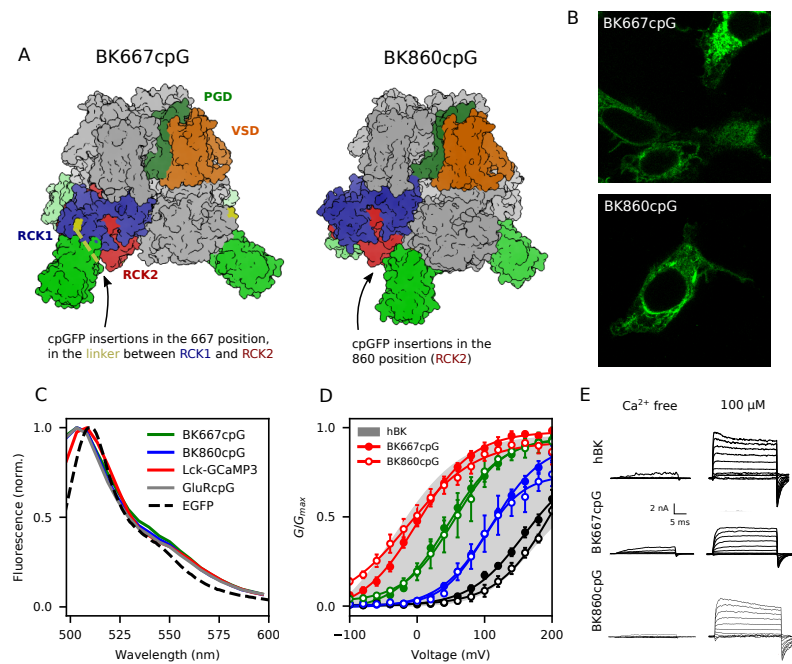 A
BK667cpG
BK860cpG
PGD
VSD
RCK1
RCK2
cpGFP insertions in the 667 position,
in the linker between RCK1 and RCK2
cpGFP insertions in the
860 position (RCK2)
B
BK667cpG
BK860cpG
C
Fluorescence (norm.)
1.0
0.5
0.0
500
525
550
575
600
Wavelength (nm)
BK667cpG
BK860cpG
Lck-GCaMP3
GluRcpG
EGFP
D
G/Gmax
1.0
0.5
0.0
−100
0
100
200
Voltage (mV)
hBK
BK667cpG
BK860cpG
E
Ca2+ free
100 μM
hBK
BK667cpG
BK860cpG
2 nA
5 ms